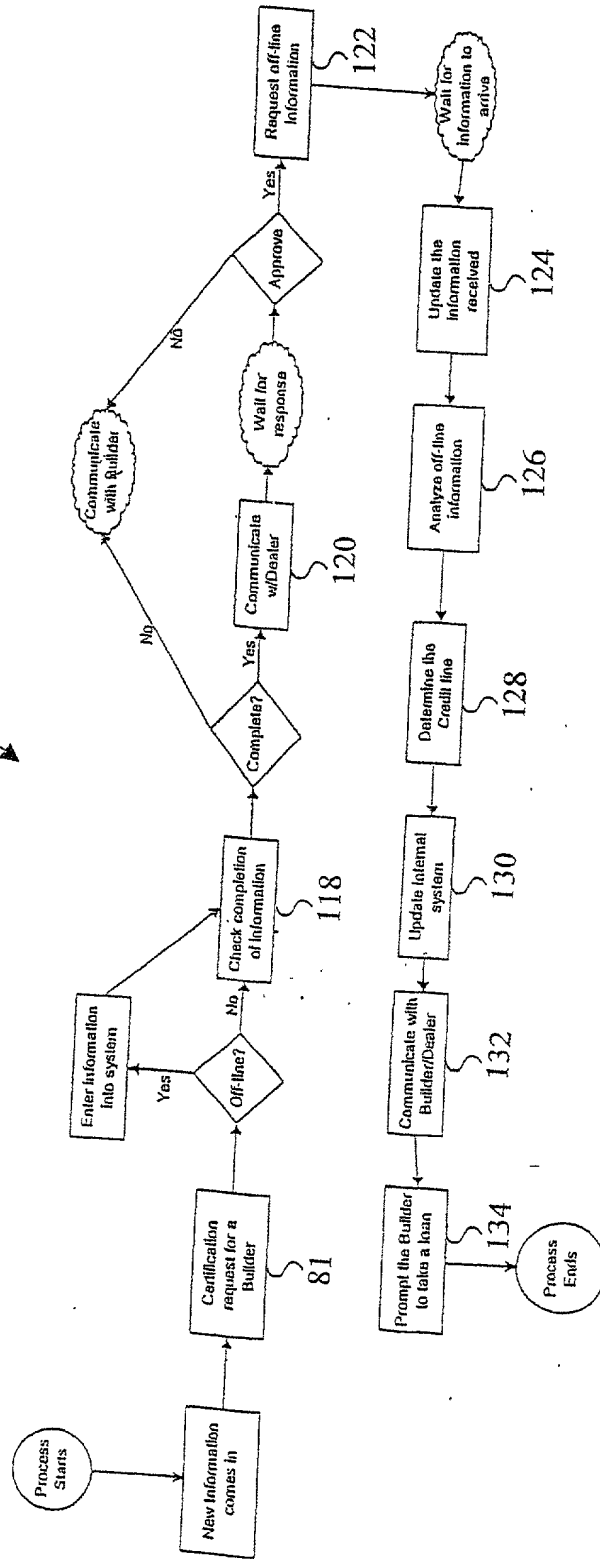 Process
Starts
New Information
comes in
Certification
request for a
Builder
81
Off-line?
Yes
Enter Information
into system
No
Check completion
of Information
118
Complete?
No
Yes
Communicate
with Builder
Communicate
w/Dealer
120
Wait for
response
Approve
No
Yes
Request off-line
Information
122
Wait for
information to
arrive
Update the
Information
received
124
Analyze off-line
information
126
Determine the
Credit line
128
Update Internal
system
130
Communicate with
Builder/Dealer
132
Prompt the Builder
to take a loan
134
Process
Ends